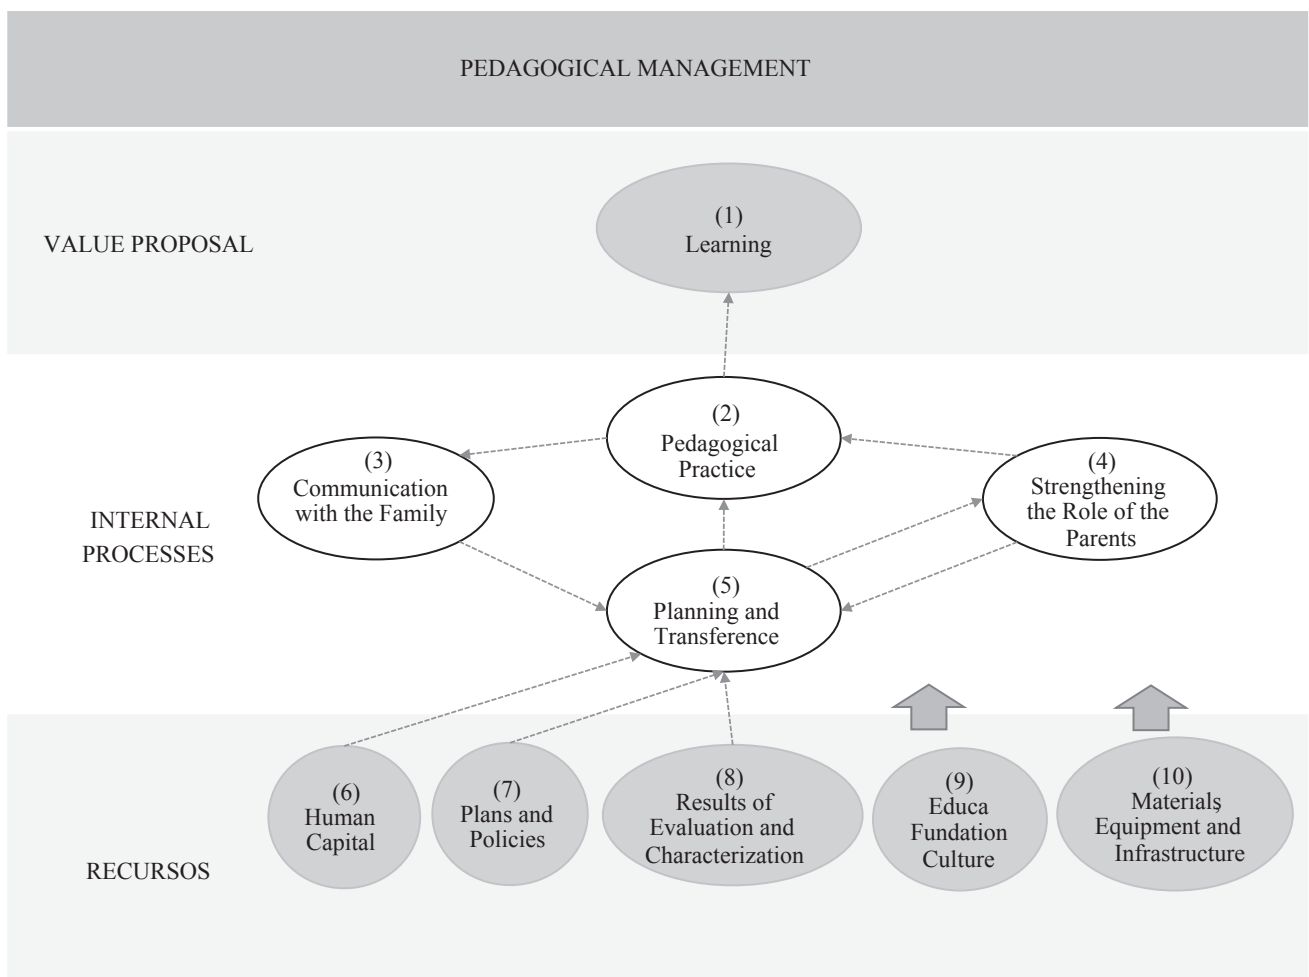 PEDAGOGICAL MANAGEMENT
VALUE PROPOSAL
(1)
Learning
(2)
Pedagogical
Practice
(3)
Communication
with the Family
(4)
Strengthening
the Role of the
Parents
INTERNAL
PROCESSES
(5)
Planning and
Transference
(6)
Human
Capital
(7)
Plans and
Policies
(8)
Results of
Evaluation and
Characterization
(9)
Educa
Fundation
Culture
(10)
Materials,
Equipment and
Infrastructure
RECURSOS